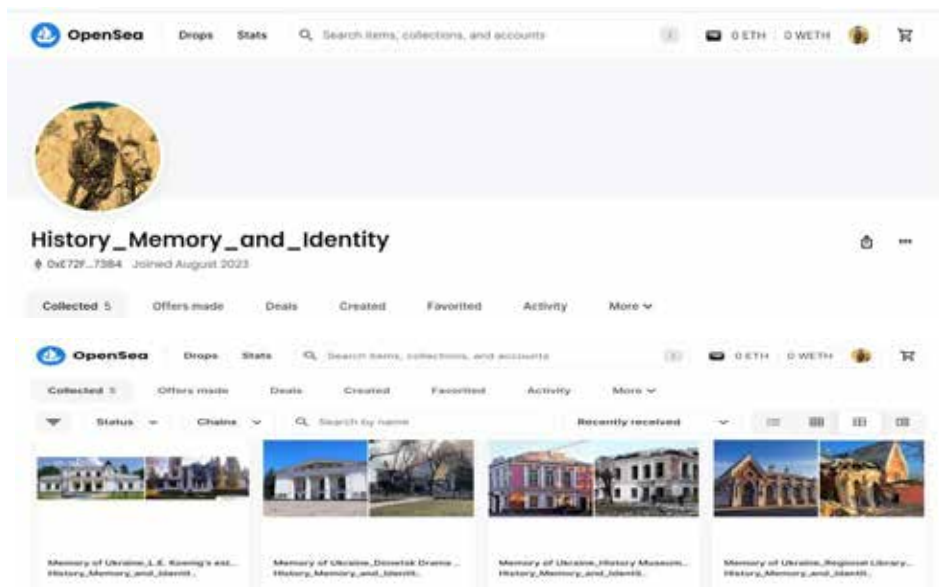 OpenSea Drops Stats Search items, collections, and accounts / 0 ETH 0 WETH
History_Memory_and_Identity
0xE72F...73B4 Joined August 2023
Collected 5 Offers made Deals Created Favorited Activity More
OpenSea Drops Stats Search items, collections, and accounts / 0 ETH 0 WETH
Collected 5 Offers made Deals Created Favorited Activity More
Status Chains Search by name Recently received
Memory of Ukraine_L.E. Koenig's est...
History_Memory_and_Identit..
Memory of Ukraine_Donetsk Drama ...
History_Memory_and_Identit..
Memory of Ukraine_History Museum...
History_Memory_and_Identit..
Memory of Ukraine_Regional Library...
History_Memory_and_Identit..